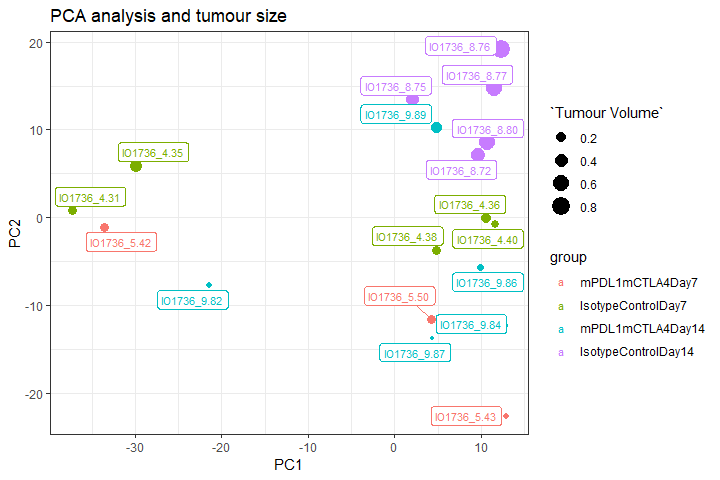 PCA analysis and tumour size
20
10
0
-10
-20
PC2
IO1736_8.76
IO1736_8.77
IO1736_8.75
IO1736_9.89
IO1736_8.80
IO1736_4.35
IO1736_8.72
IO1736_4.31
IO1736_4.36
IO1736_5.42
IO1736_4.38
IO1736_4.40
IO1736_9.86
IO1736_9.82
IO1736_5.50
IO1736_9.84
IO1736_9.87
IO1736_5.43
-30
-20
-10
0
10
PC1
`Tumour Volume`
0.2
0.4
0.6
0.8
group
a mPDL1mCTLA4Day7
a IsotypeControlDay7
a mPDL1mCTLA4Day14
a IsotypeControlDay14